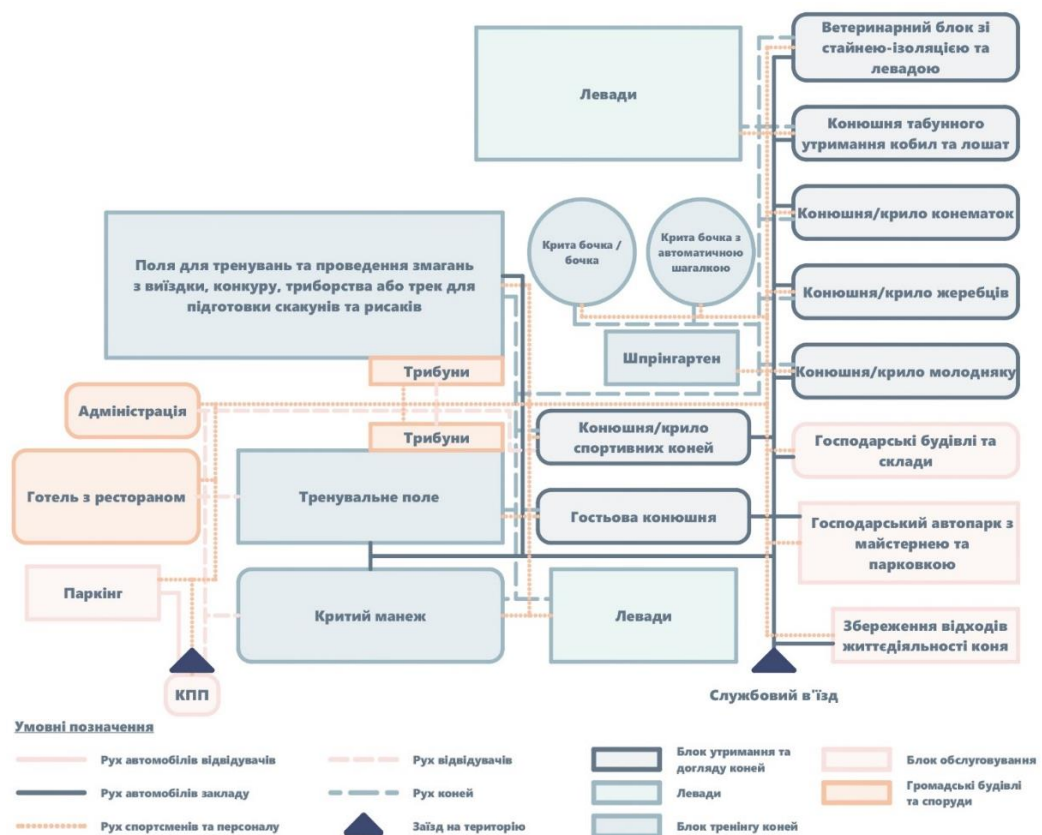 Ветеринарний блок зі
стайнею-ізоляцією та
левадою
Левади
Конюшня табунного
утримання кобил та лошат
Конюшня/крило конематок
Крита бочка /
бочка
Крита бочка з
автоматичною
шагалкою
Поля для тренувань та проведення змагань
з виїздки, конкуру, триборства або трек для
підготовки скакунів та рисаків
Конюшня/крило жеребців
Шпрінгартен
Трибуни
Конюшня/крило молодняку
Адміністрація
Трибуни
Конюшня/крило
спортивних коней
Господарські будівлі та
склади
Готель з рестораном
Тренувальне поле
Гостьова конюшня
Господарський автопарк з
майстернею та
парковкою
Паркінг
Критий манеж
Левади
Збереження відходів
життєдіяльності коня
КПП
Службовий в'їзд
Умовні позначення
Рух автомобілів відвідувачів
Рух автомобілів закладу
Рух спортсменів та персоналу
Рух відвідувачів
Рух коней
Заїзд на територію
Блок утримання та
догляду коней
Левади
Блок тренінгу коней
Блок обслуговування
Громадські будівлі
та споруди